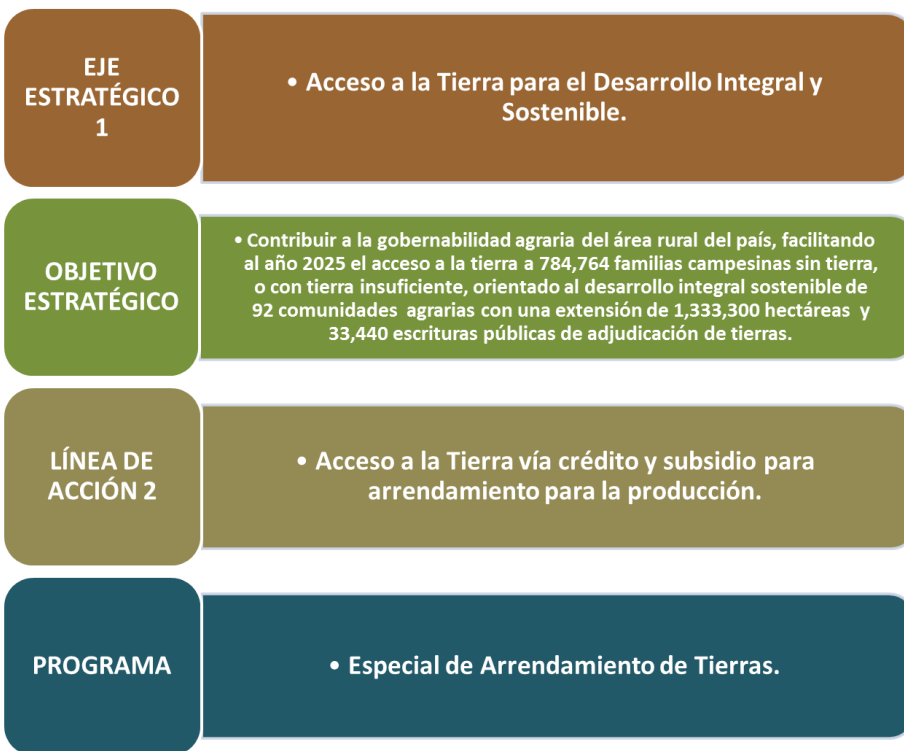 EJE
ESTRATÉGICO
1
• Acceso a la Tierra para el Desarrollo Integral y
Sostenible.
OBJETIVO
ESTRATÉGICO
• Contribuir a la gobernabilidad agraria del área rural del país, facilitando
al año 2025 el acceso a la tierra a 784,764 familias campesinas sin tierra,
o con tierra insuficiente, orientado al desarrollo integral sostenible de
92 comunidades agrarias con una extensión de 1,333,300 hectáreas y
33,440 escrituras públicas de adjudicación de tierras.
LÍNEA DE
ACCIÓN 2
• Acceso a la Tierra vía crédito y subsidio para
arrendamiento para la producción.
PROGRAMA
• Especial de Arrendamiento de Tierras.